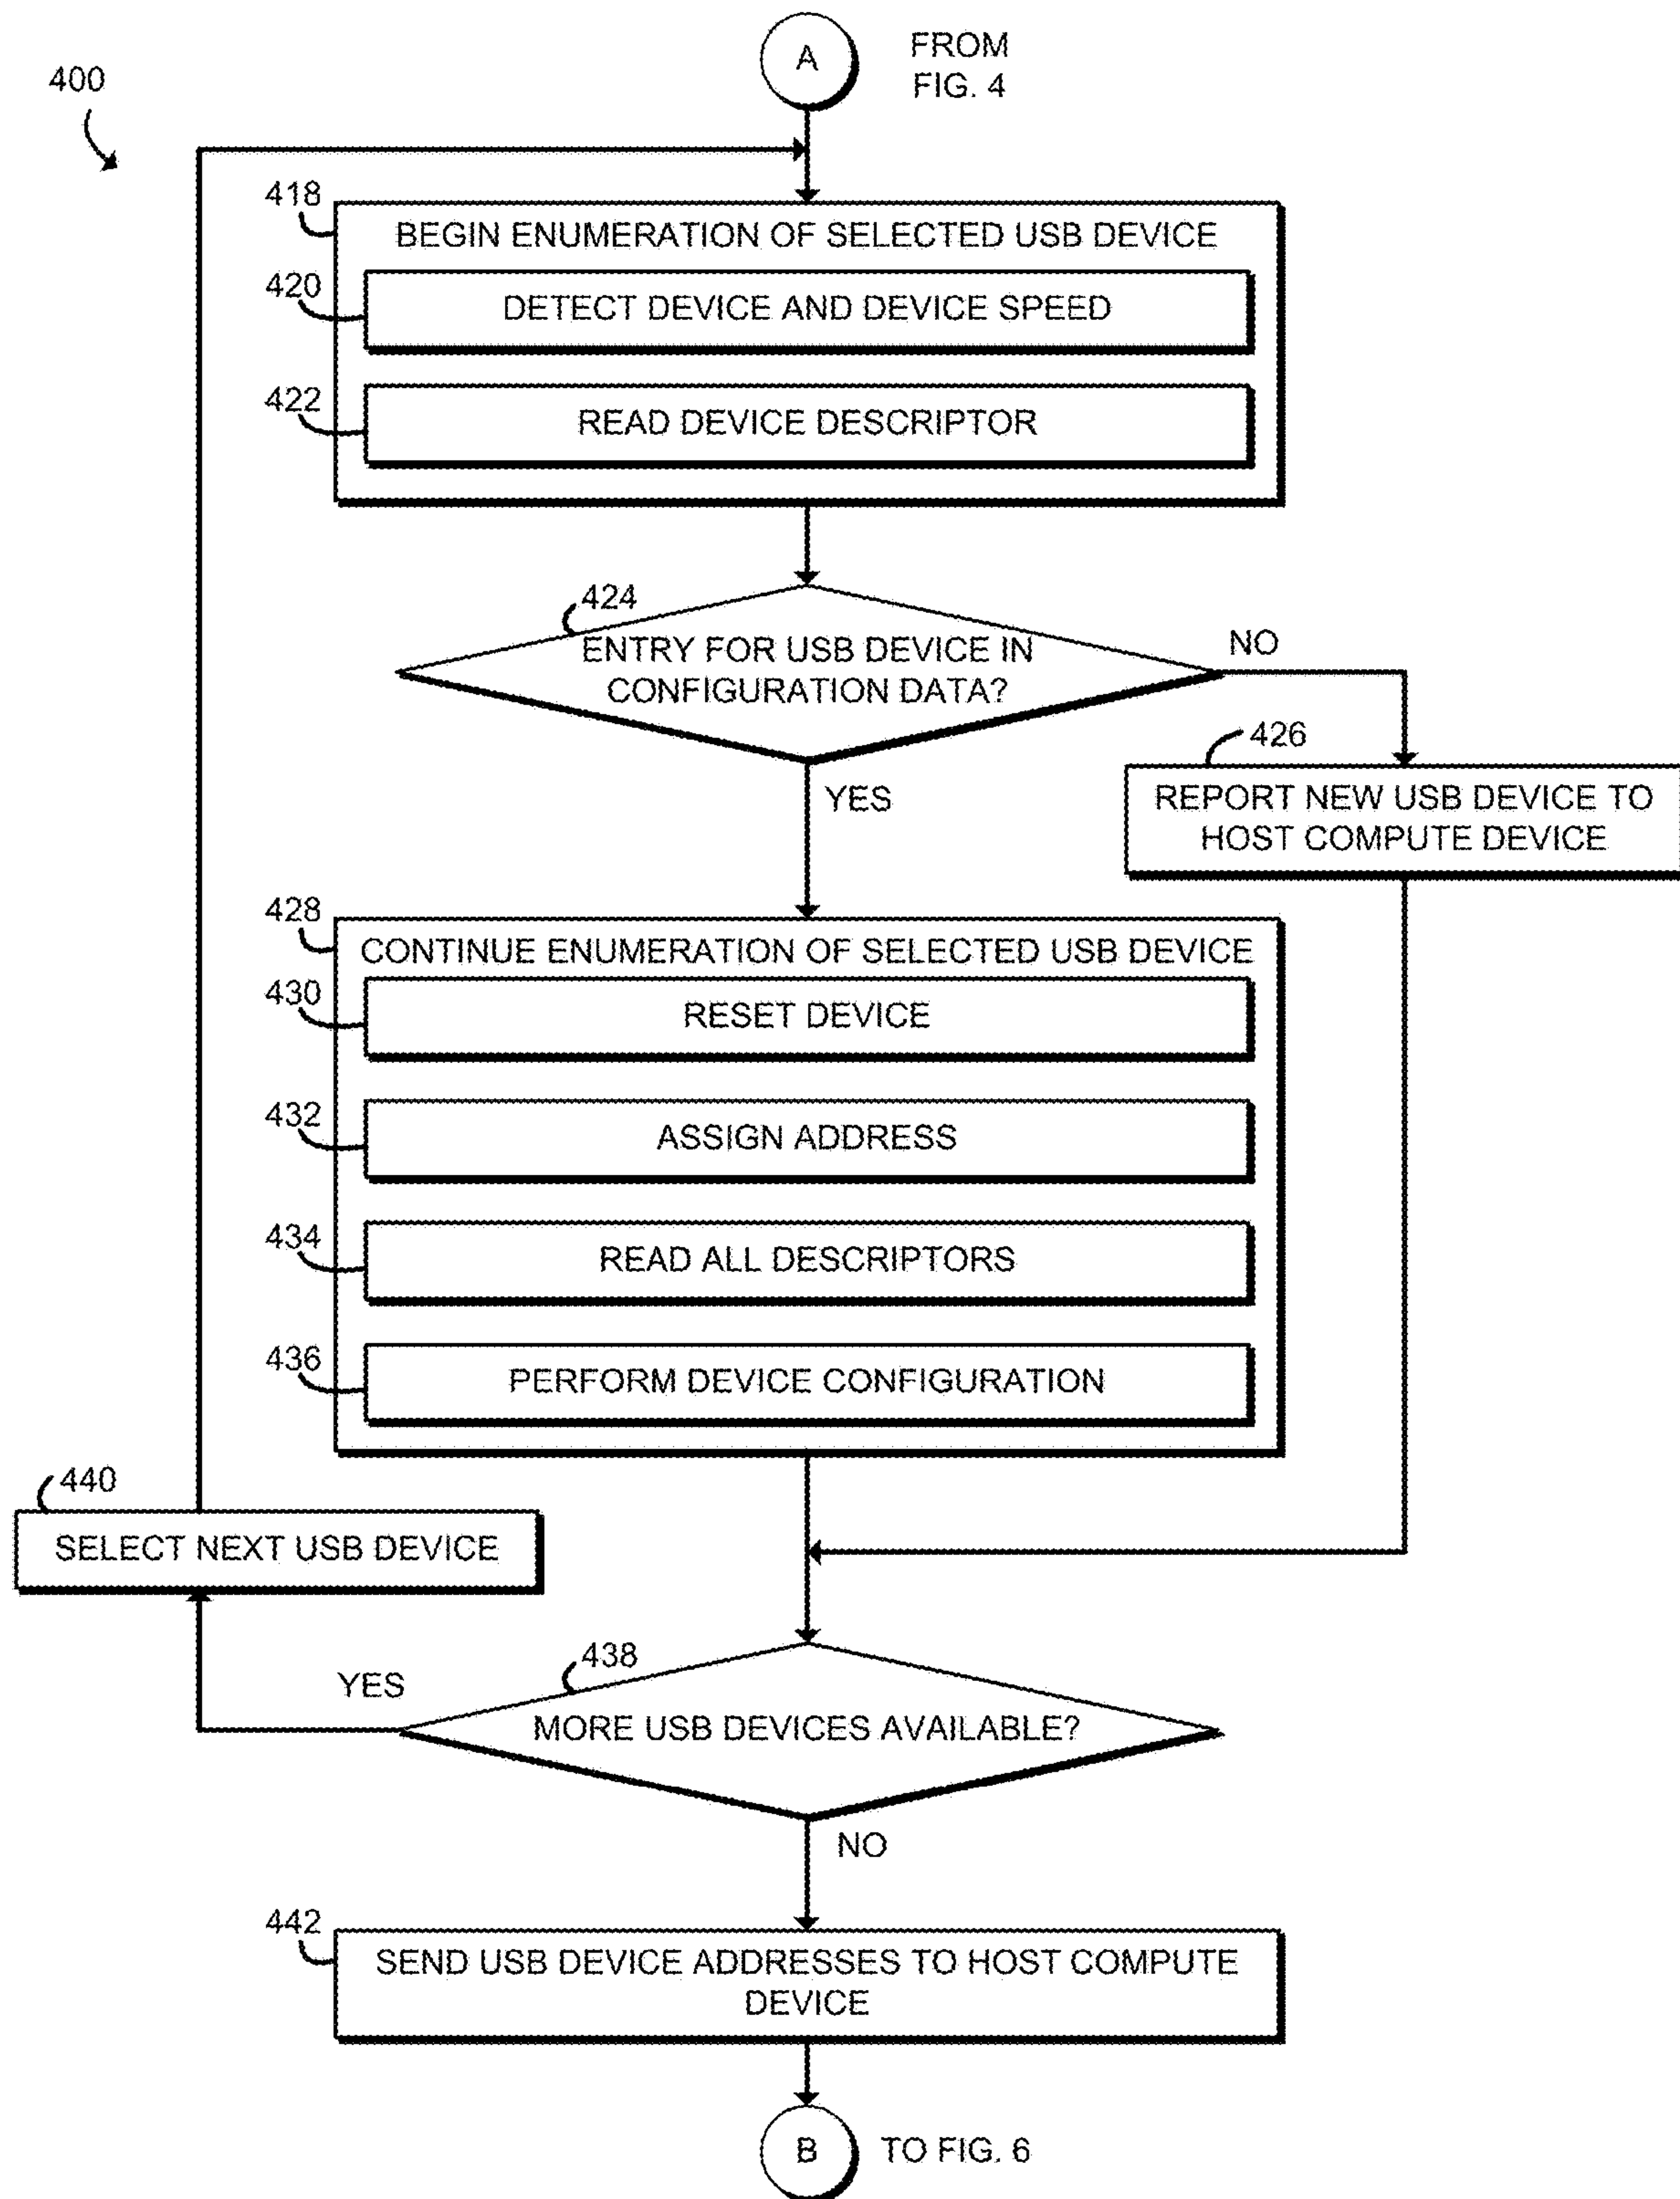 A
FROM
FIG. 4
400
418
BEGIN ENUMERATION OF SELECTED USB DEVICE
420
DETECT DEVICE AND DEVICE SPEED
422
READ DEVICE DESCRIPTOR
424
ENTRY FOR USB DEVICE IN
CONFIGURATION DATA?
NO
YES
426
REPORT NEW USB DEVICE TO
HOST COMPUTE DEVICE
428
CONTINUE ENUMERATION OF SELECTED USB DEVICE
430
RESET DEVICE
432
ASSIGN ADDRESS
434
READ ALL DESCRIPTORS
436
PERFORM DEVICE CONFIGURATION
440
SELECT NEXT USB DEVICE
438
YES
MORE USB DEVICES AVAILABLE?
NO
442
SEND USB DEVICE ADDRESSES TO HOST COMPUTE
DEVICE
B
TO FIG. 6